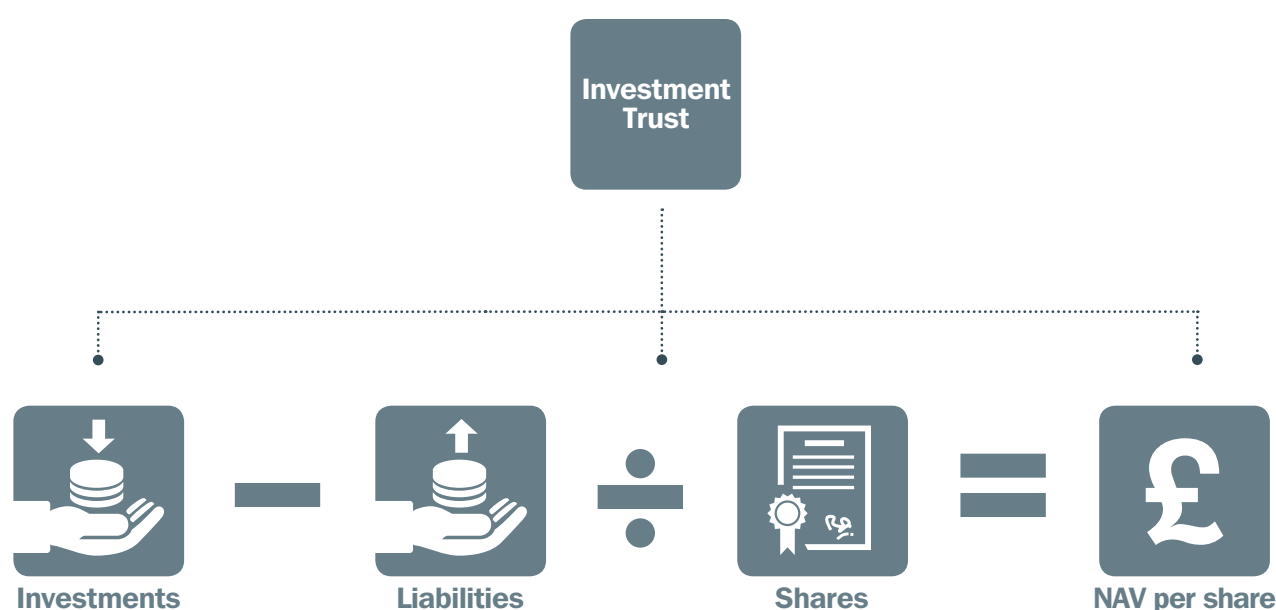 Investment
Trust
£
Investments
Liabilities
Shares
NAV per share